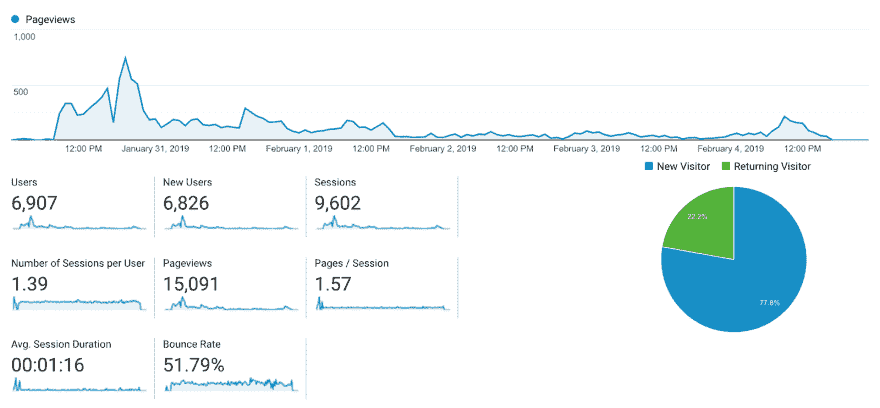 Pageviews
1,000
500
12:00 PM January 31, 2019 12:00 PM February 1, 2019 12:00 PM February 2, 2019 12:00 PM February 3, 2019 12:00 PM February 4, 2019 12:00 PM
New Visitor Returning Visitor
Users New Users Sessions
6,907 6,826 9,602
22.2%
Number of Sessions per User Pageviews Pages / Session
1.39 15,091 1.57
77.8%
Avg. Session Duration Bounce Rate
00:01:16 51.79%